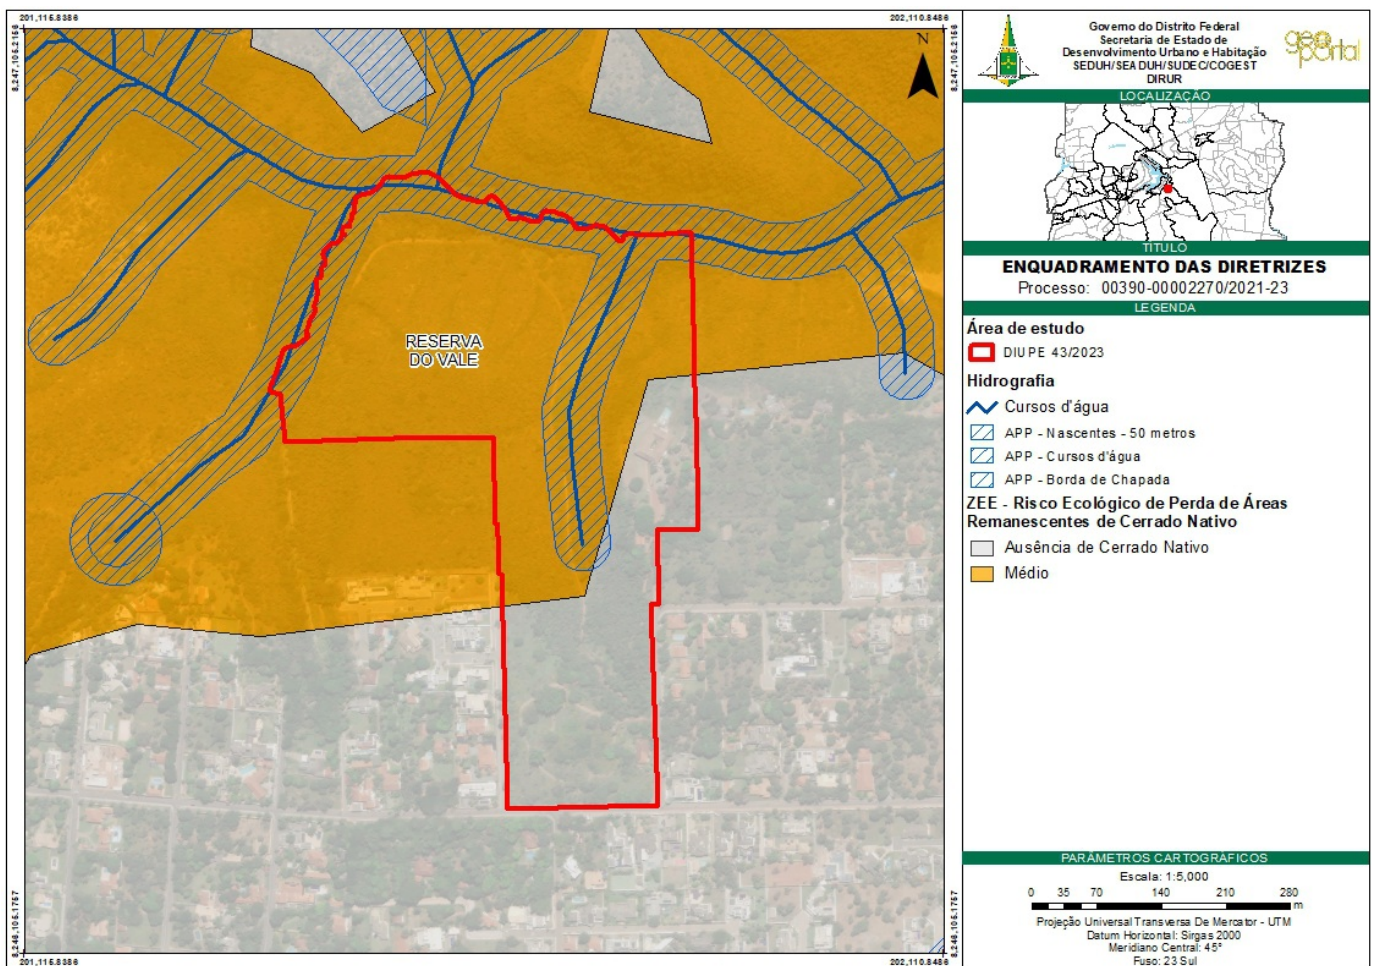 201,115.8386
202,110.8486
8,247,105.2156
8,247,105.2156
N
RESERVA
DO VALE
8,246,105.1757
8,246,105.1757
201,115.8386
202,110.8486
Governo do Distrito Federal
Secretaria de Estado de
Desenvolvimento Urbano e Habitação
SEDUH/SEADUH/SUDEC/COGEST
DIRUR
geoportal
LOCALIZAÇÃO
TÍTULO
ENQUADRAMENTO DAS DIRETRIZES
Processo: 00390-00002270/2021-23
LEGENDA
Área de estudo
DIUPE 43/2023
Hidrografia
Cursos d'água
APP - Nascentes - 50 metros
APP - Cursos d'água
APP - Borda de Chapada
ZEE - Risco Ecológico de Perda de Áreas
Remanescentes de Cerrado Nativo
Ausência de Cerrado Nativo
Médio
PARÂMETROS CARTOGRÁFICOS
Escala: 1:5,000
0 35 70 140 210 280
m
Projeção Universal Transversa De Mercator - UTM
Datum Horizontal: Sirgas 2000
Meridiano Central: 45°
Fuso: 23 Sul